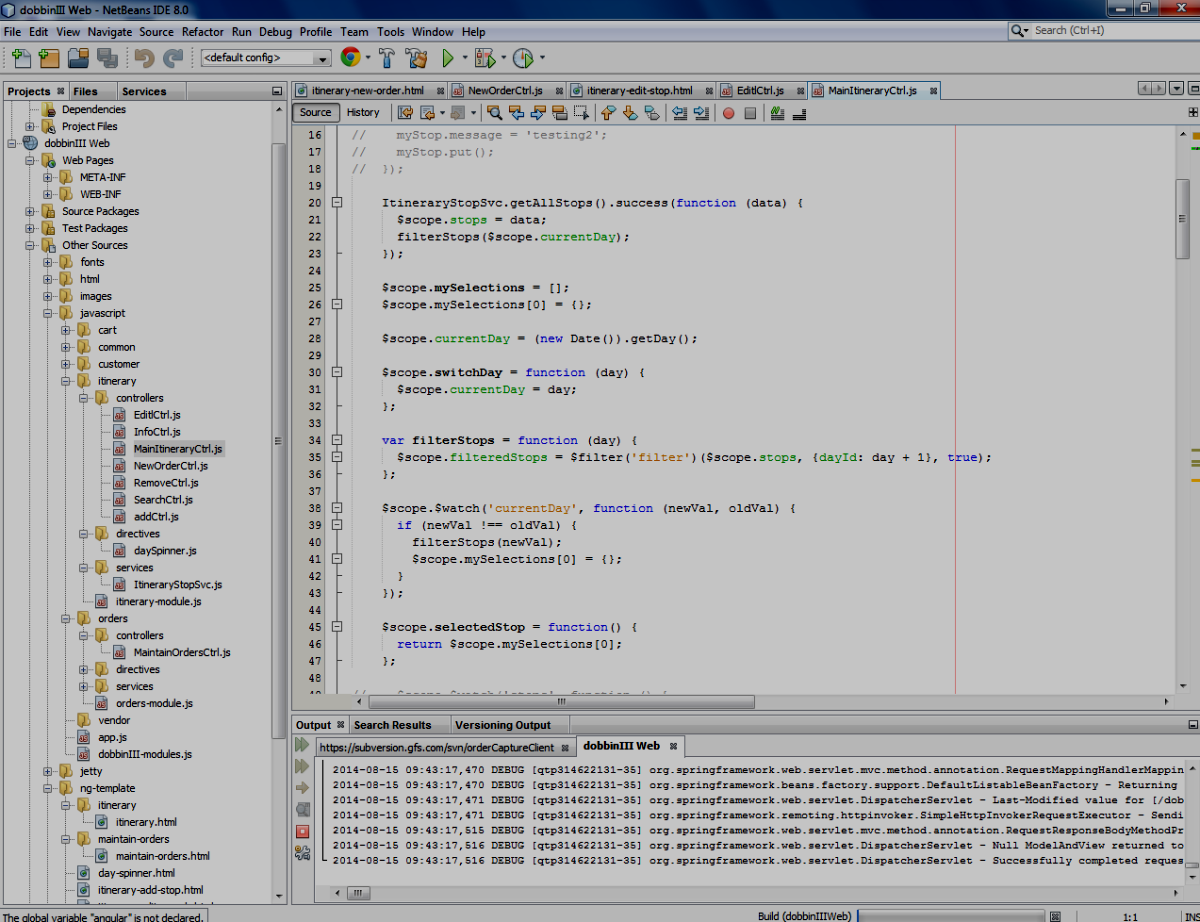 dobbinIII Web - NetBeans IDE 8.0
File Edit View Navigate Source Refactor Run Debug Profile Team Tools Window Help
Search (Ctrl+I)
<default config>
Projects Files Services
Dependencies
Project Files
dobbinIII Web
Web Pages
META-INF
WEB-INF
Source Packages
Test Packages
Other Sources
fonts
html
images
javascript
cart
common
customer
itinerary
controllers
EditlCtrl.js
InfoCtrl.js
MainItineraryCtrl.js
NewOrderCtrl.js
RemoveCtrl.js
SearchCtrl.js
addCtrl.js
directives
daySpinner.js
services
ItineraryStopSvc.js
itinerary-module.js
orders
controllers
MaintainOrdersCtrl.js
directives
services
orders-module.js
vendor
app.js
dobbinIII-modules.js
jetty
ng-template
itinerary
itinerary.html
maintain-orders
maintain-orders.html
day-spinner.html
itinerary-add-stop.html
itinerary-new-order.html NewOrderCtrl.js itinerary-edit-stop.html EditlCtrl.js MainItineraryCtrl.js
Source History
16 // myStop.message = 'testing2';
17 // myStop.put();
18 // });
19
20 ItineraryStopSvc.getAllStops().success(function (data) {
21 $scope.stops = data;
22 filterStops($scope.currentDay);
23 });
24
25 $scope.mySelections = [];
26 $scope.mySelections[0] = {};
27
28 $scope.currentDay = (new Date()).getDay();
29
30 $scope.switchDay = function (day) {
31 $scope.currentDay = day;
32 };
33
34 var filterStops = function (day) {
35 $scope.filteredStops = $filter('filter')($scope.stops, {dayId: day + 1}, true);
36 };
37
38 $scope.$watch('currentDay', function (newVal, oldVal) {
39 if (newVal !== oldVal) {
40 filterStops(newVal);
41 $scope.mySelections[0] = {};
42 }
43 });
44
45 $scope.selectedStop = function() {
46 return $scope.mySelections[0];
47 };
48
Output Search Results Versioning Output
https://subversion.gfs.com/svn/orderCaptureClient dobbinIII Web
2014-08-15 09:43:17,470 DEBUG [qtp314622131-35] org.springframework.web.servlet.mvc.method.annotation.RequestMappingHandlerMappin
2014-08-15 09:43:17,470 DEBUG [qtp314622131-35] org.springframework.beans.factory.support.DefaultListableBeanFactory - Returning
2014-08-15 09:43:17,471 DEBUG [qtp314622131-35] org.springframework.web.servlet.DispatcherServlet - Last-Modified value for [/dob
2014-08-15 09:43:17,471 DEBUG [qtp314622131-35] org.springframework.remoting.httpinvoker.SimpleHttpInvokerRequestExecutor - Sendi
2014-08-15 09:43:17,515 DEBUG [qtp314622131-35] org.springframework.web.servlet.mvc.method.annotation.RequestResponseBodyMethodPr
2014-08-15 09:43:17,516 DEBUG [qtp314622131-35] org.springframework.web.servlet.DispatcherServlet - Null ModelAndView returned to
2014-08-15 09:43:17,516 DEBUG [qtp314622131-35] org.springframework.web.servlet.DispatcherServlet - Successfully completed reques
The global variable "angular" is not declared.
Build (dobbinIIIWeb) 1:1 INS